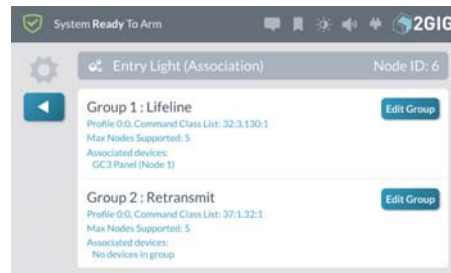 System Ready To Arm
2GIG
Entry Light (Association) Node ID: 6
Group 1 : Lifeline
Edit Group
Profile 0:0, Command Class List: 32:3,130:1
Max Nodes Supported: 5
Associated devices:
GC3 Panel (Node 1)
Group 2 : Retransmit
Edit Group
Profile 0:0, Command Class List: 37:1,32:1
Max Nodes Supported: 5
Associated devices:
No devices in group